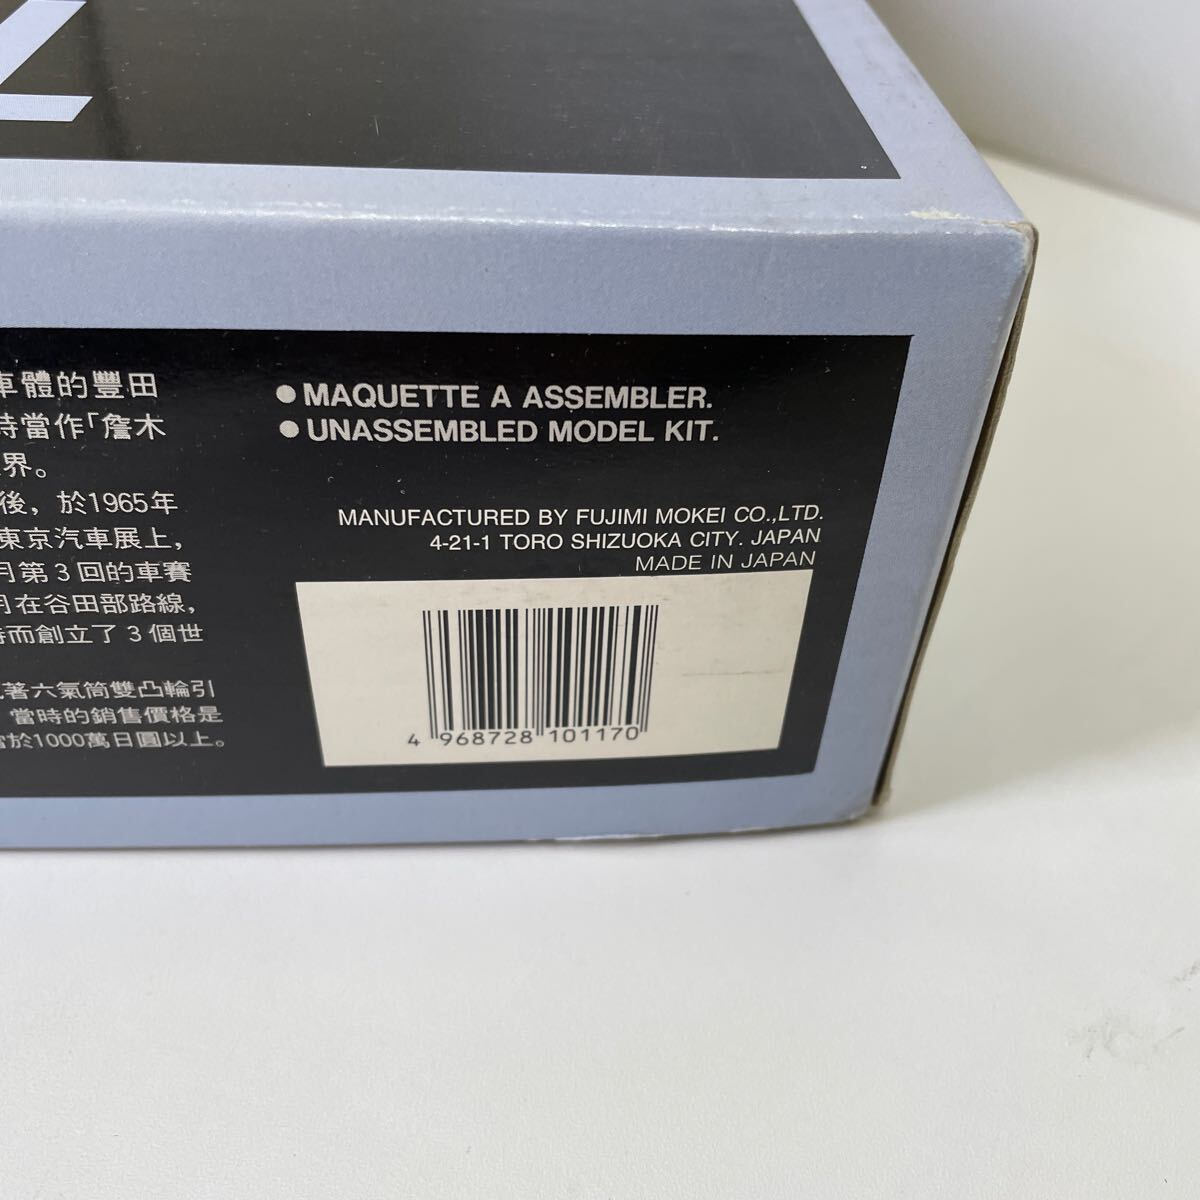 車體的豐田
時當作「詹木
界。
後，於1965年
東京汽車展上，
月第3回的車賽
月在谷田部路線，
而創立了3個世
著六氣筒雙凸輪引
當時的銷售價格是
於1000萬日圓以上。
● MAQUETTE A ASSEMBLER.
● UNASSEMBLED MODEL KIT.
MANUFACTURED BY FUJIMI MOKEI CO.,LTD.
4-21-1 TORO SHIZUOKA CITY. JAPAN
MADE IN JAPAN
4 968728 101170